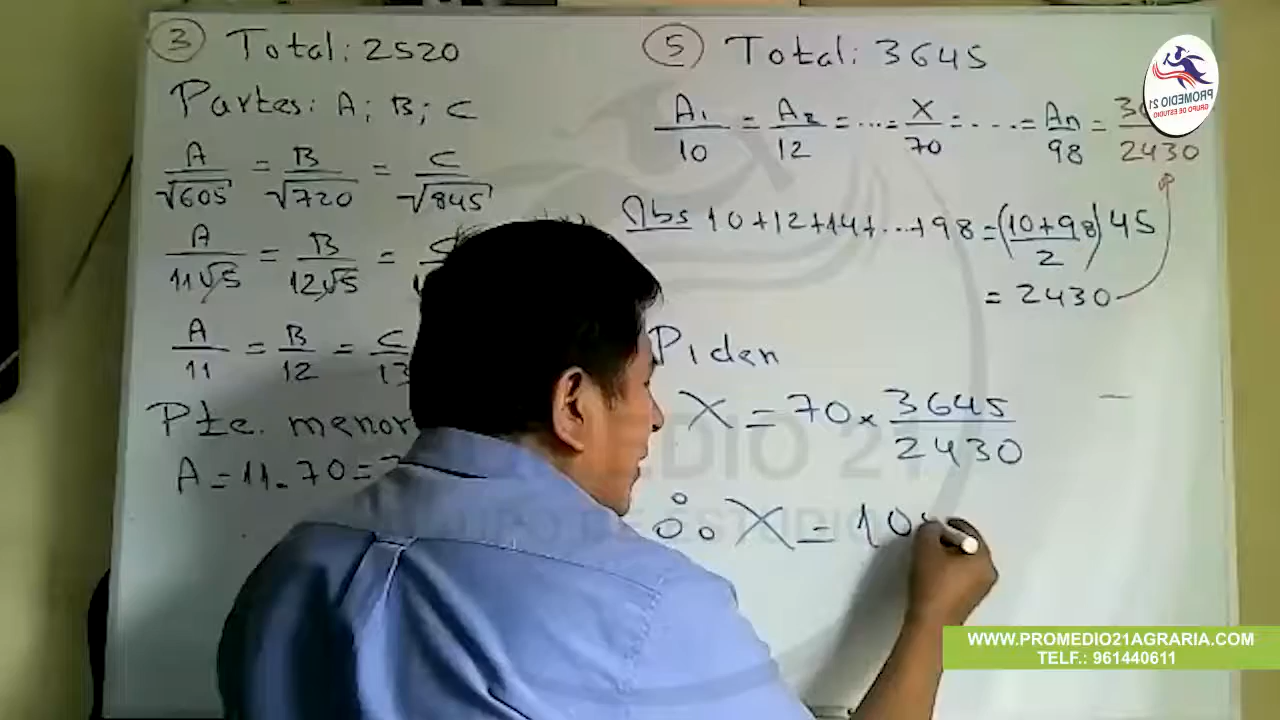 ③ Total: 2520
Partes: A; B; C
A/√605 = B/√720 = C/√845
A/11√5 = B/12√5 =
A/11 = B/12 = C/13
Pte. menor
A = 11.70 =
⑤ Total: 3645
A1/10 = A2/12 = .... = X/70 = .... = An/98 = /2430
Obs 10+12+14+...+98 = (10+98/2) 45
= 2430
Piden
X = 70 × 3645/2430
∴ X = 10
PROMEDIO 21
GRUPO DE ESTUDIO
WWW.PROMEDIO21AGRARIA.COM
TELF.: 961440611